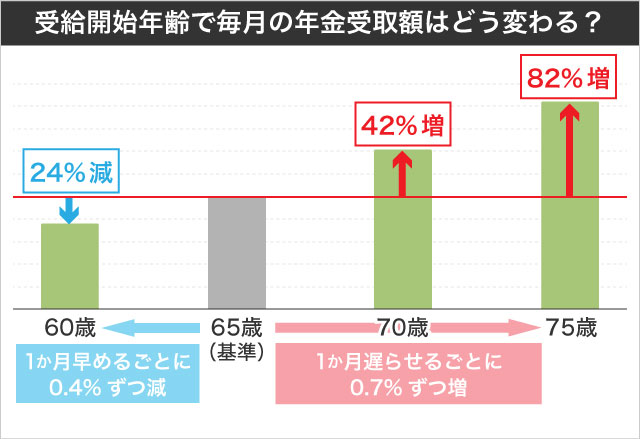 受給開始年齢で毎月の年金受取額はどう変わる？
82%増
42%増
24%減
60歳
65歳
(基準)
70歳
75歳
1か月早めるごとに
0.4%ずつ減
1か月遅らせるごとに
0.7%ずつ増